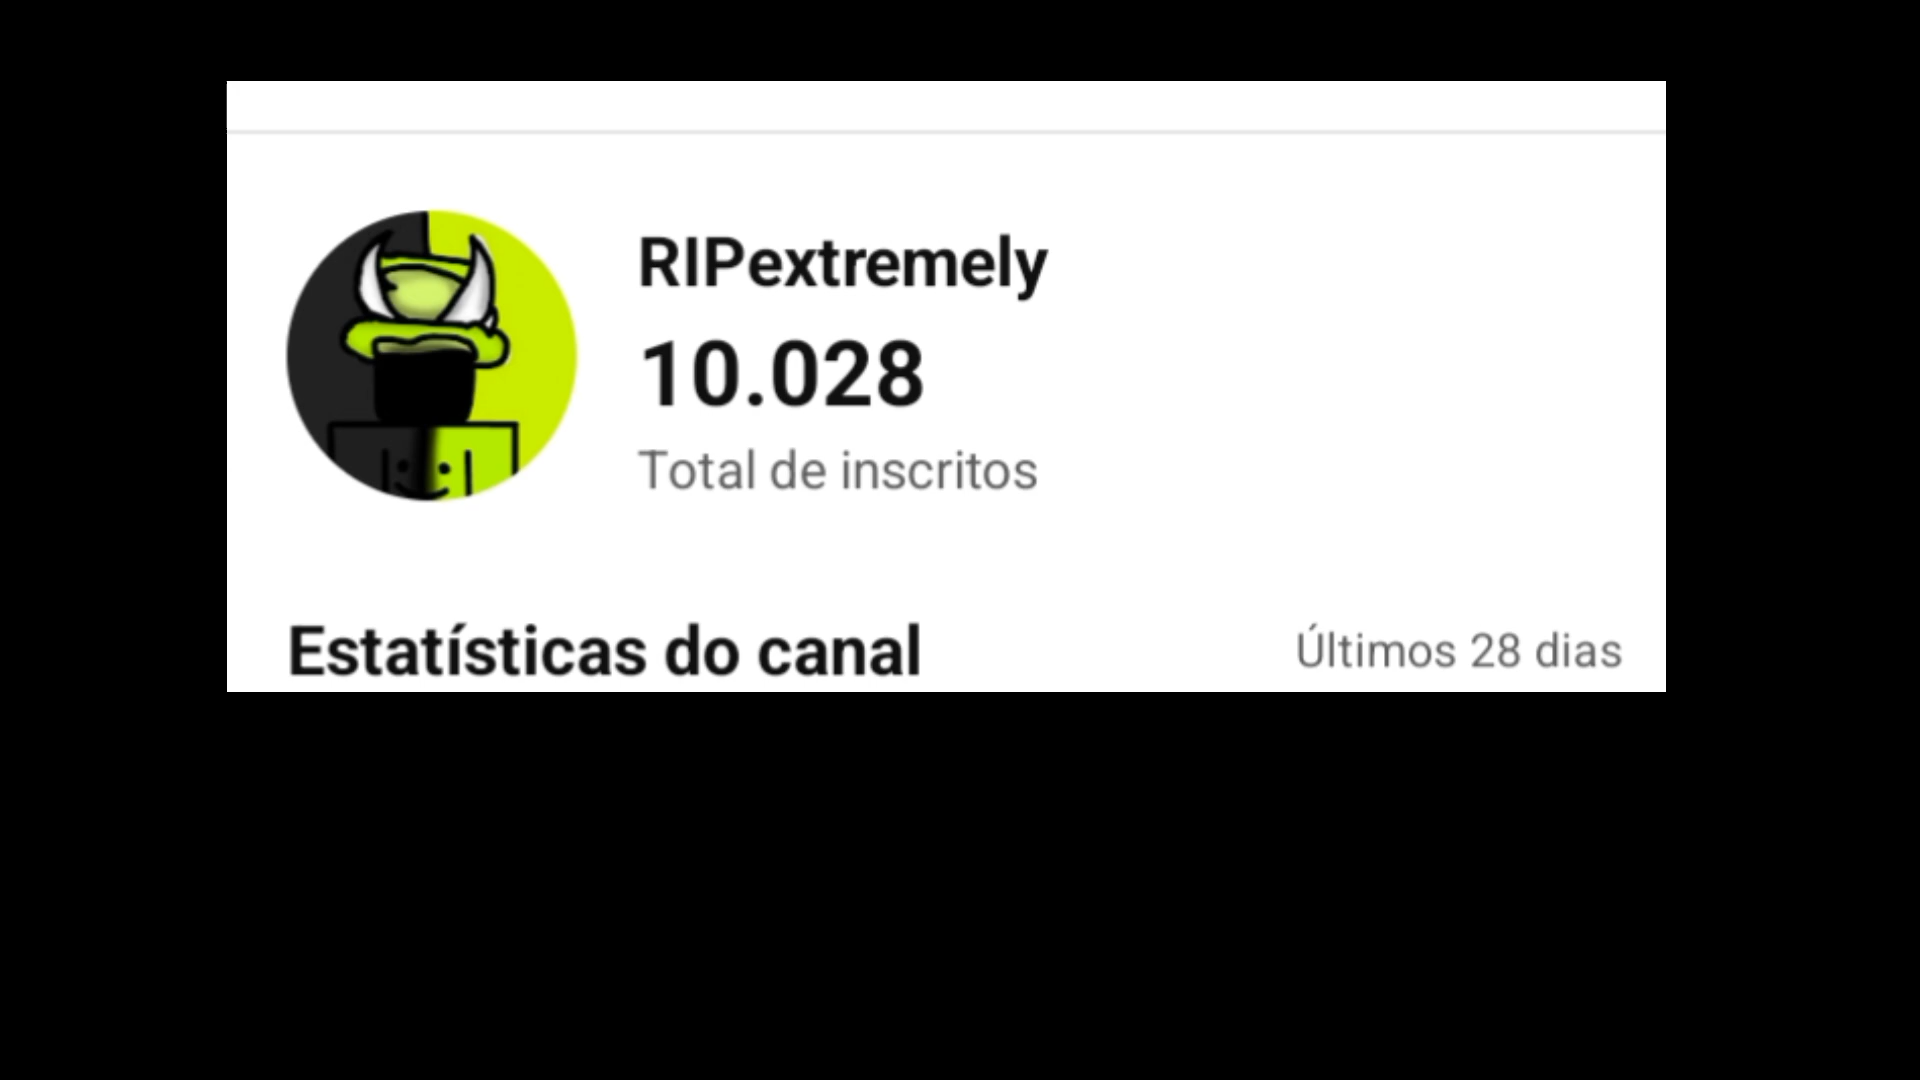 RIPextremely
10.028
Total de inscritos
Estatísticas do canal
Últimos 28 dias